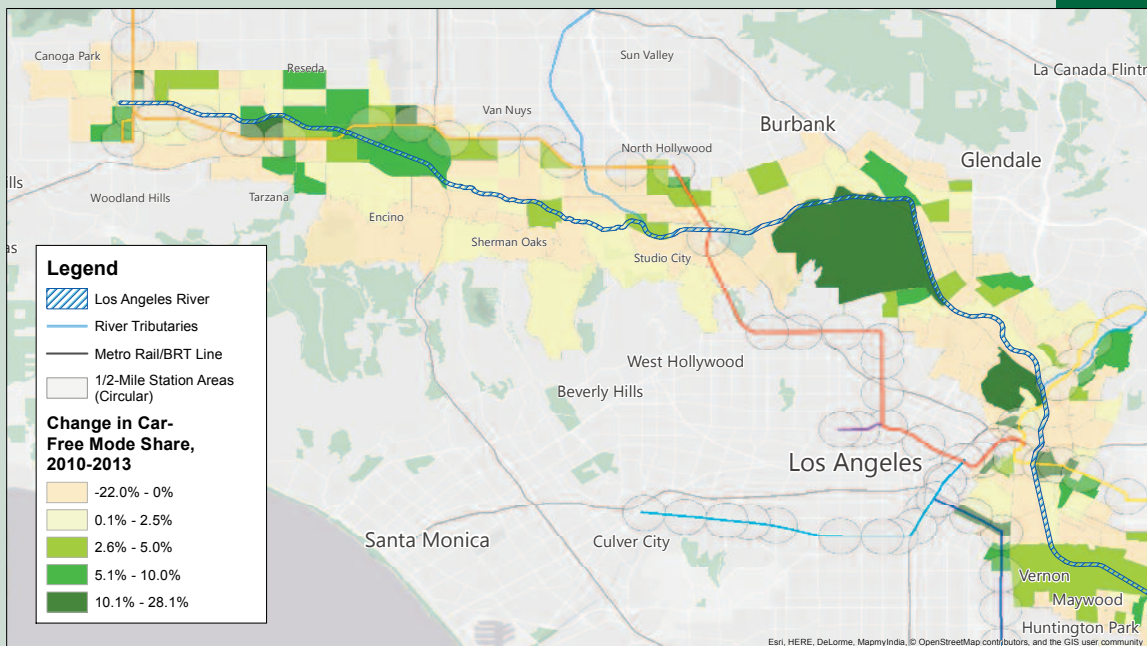 Canoga Park
Reseda
Sun Valley
La Canada Flintr
Van Nuys
Burbank
North Hollywood
Glendale
ills
Woodland Hills
Tarzana
Encino
as
Sherman Oaks
Studio City
West Hollywood
Beverly Hills
Los Angeles
Santa Monica
Culver City
Vernon
Maywood
Huntington Park
Legend
Los Angeles River
River Tributaries
Metro Rail/BRT Line
1/2-Mile Station Areas
(Circular)
Change in Car-
Free Mode Share,
2010-2013
-22.0% - 0%
0.1% - 2.5%
2.6% - 5.0%
5.1% - 10.0%
10.1% - 28.1%
Esri, HERE, DeLorme, MapmyIndia, © OpenStreetMap contributors, and the GIS user community